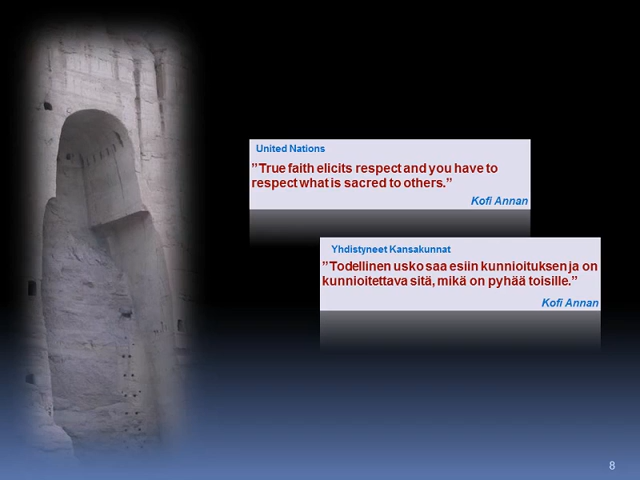 United Nations
”True faith elicits respect and you have to
respect what is sacred to others.”
Kofi Annan
Yhdistyneet Kansakunnat
”Todellinen usko saa esiin kunnioituksen ja on
kunnioitettava sitä, mikä on pyhää toisille.”
Kofi Annan
8